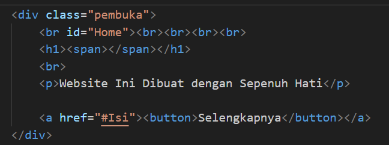 <div class="pembuka">
<br id="Home"><br><br><br><br>
<h1><span></span></h1>
<br>
<p>Website Ini Dibuat dengan Sepenuh Hati</p>
<a href="#Isi"><button>Selengkapnya</button></a>
</div>